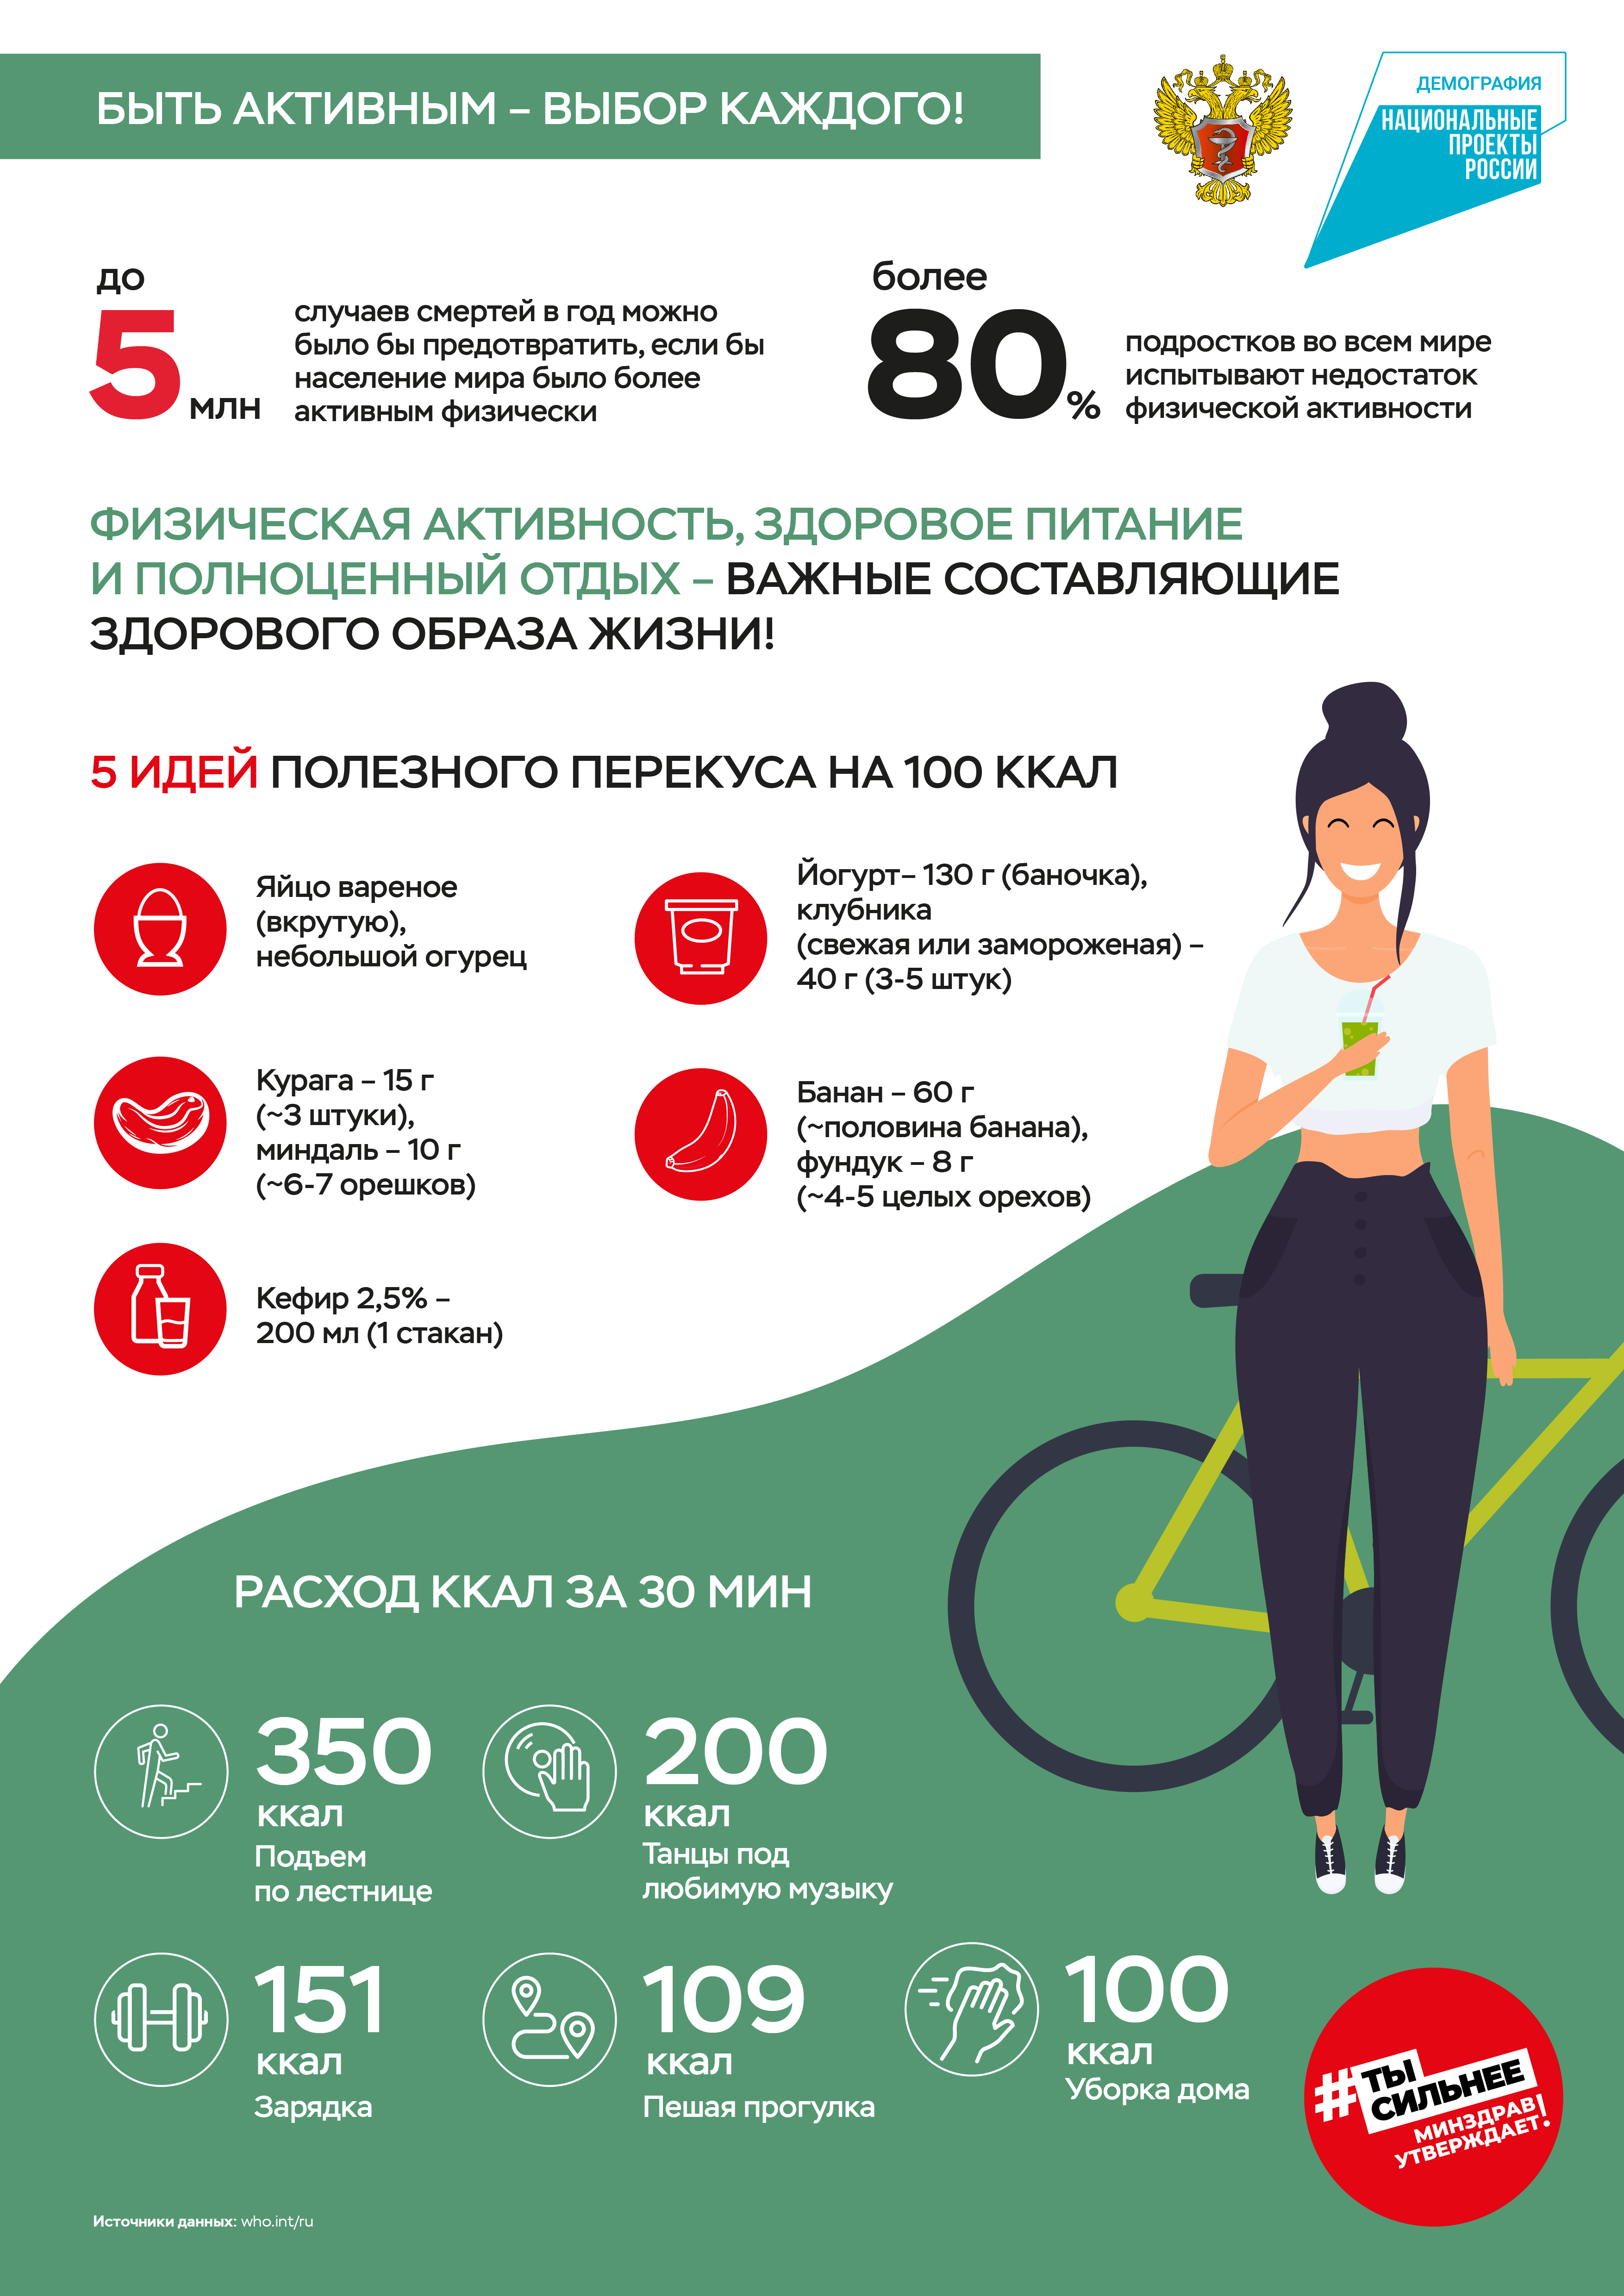 БЫТЬ АКТИВНЫМ – ВЫБОР КАЖДОГО!
ДЕМОГРАФИЯ
НАЦИОНАЛЬНЫЕ
ПРОЕКТЫ
РОССИИ
до
5 млн
случаев смертей в год можно
было бы предотвратить, если бы
население мира было более
активным физически
более
80%
подростков во всем мире
испытывают недостаток
физической активности
ФИЗИЧЕСКАЯ АКТИВНОСТЬ, ЗДОРОВОЕ ПИТАНИЕ
И ПОЛНОЦЕННЫЙ ОТДЫХ – ВАЖНЫЕ СОСТАВЛЯЮЩИЕ
ЗДОРОВОГО ОБРАЗА ЖИЗНИ!
5 ИДЕЙ ПОЛЕЗНОГО ПЕРЕКУСА НА 100 ККАЛ
Яйцо вареное
(вкрутую),
небольшой огурец
Йогурт– 130 г (баночка),
клубника
(свежая или замороженая) –
40 г (3-5 штук)
Курага – 15 г
(~3 штуки),
миндаль – 10 г
(~6-7 орешков)
Банан – 60 г
(~половина банана),
фундук – 8 г
(~4-5 целых орехов)
Кефир 2,5% –
200 мл (1 стакан)
РАСХОД ККАЛ ЗА 30 МИН
350
ккал
Подъем
по лестнице
200
ккал
Танцы под
любимую музыку
151
ккал
Зарядка
109
ккал
Пешая прогулка
100
ккал
Уборка дома
#ТЫ
СИЛЬНЕЕ
МИНЗДРАВ
УТВЕРЖДАЕТ!
Источники данных: who.int/ru